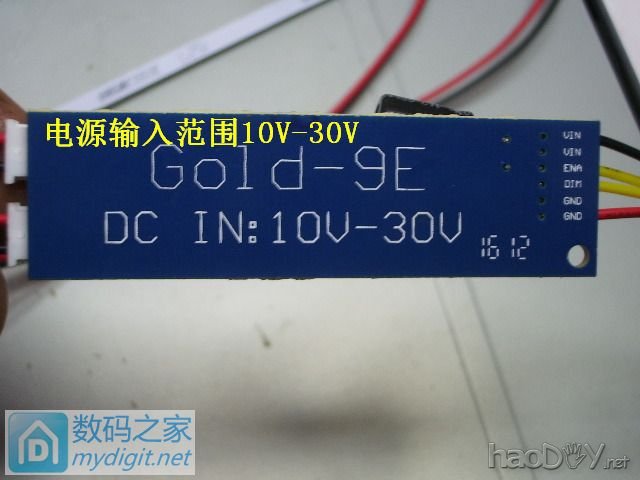 电源输入范围10V-30V
Gold-9E
DC IN:10V-30V
1612
VIN
VIN
ENA
DIM
GND
GND
数码之家
mydigit.net
haoDIY.net